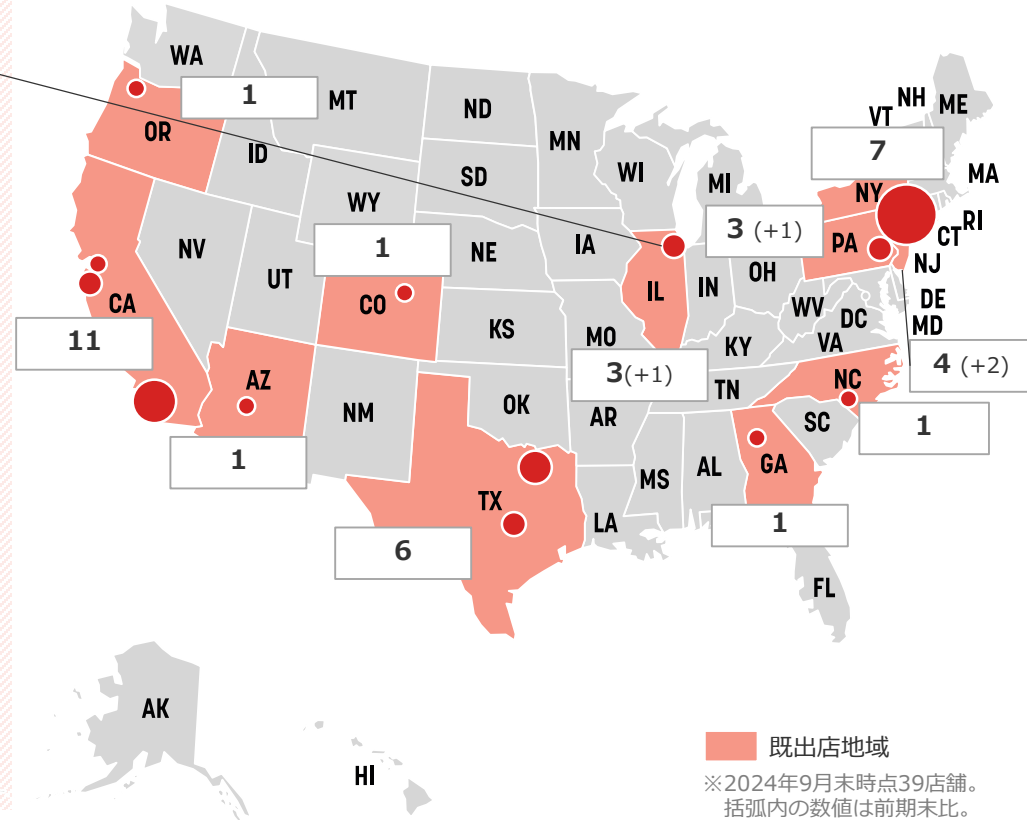 WA
1
MT
ND
MN
VT
NH
ME
OR
ID
SD
WI
MI
7
MA
WY
NY
3 (+1)
1
NV
NE
IA
PA
CT
RI
UT
CO
IL
IN
OH
NJ
CA
DE
WV
DC
MD
11
KS
MO
KY
VA
AZ
3(+1)
4 (+2)
NM
OK
AR
TN
NC
SC
1
1
TX
MS
AL
GA
LA
6
1
FL
AK
HI
既出店地域
※2024年9月末時点39店舗。
括弧内の数値は前期末比。